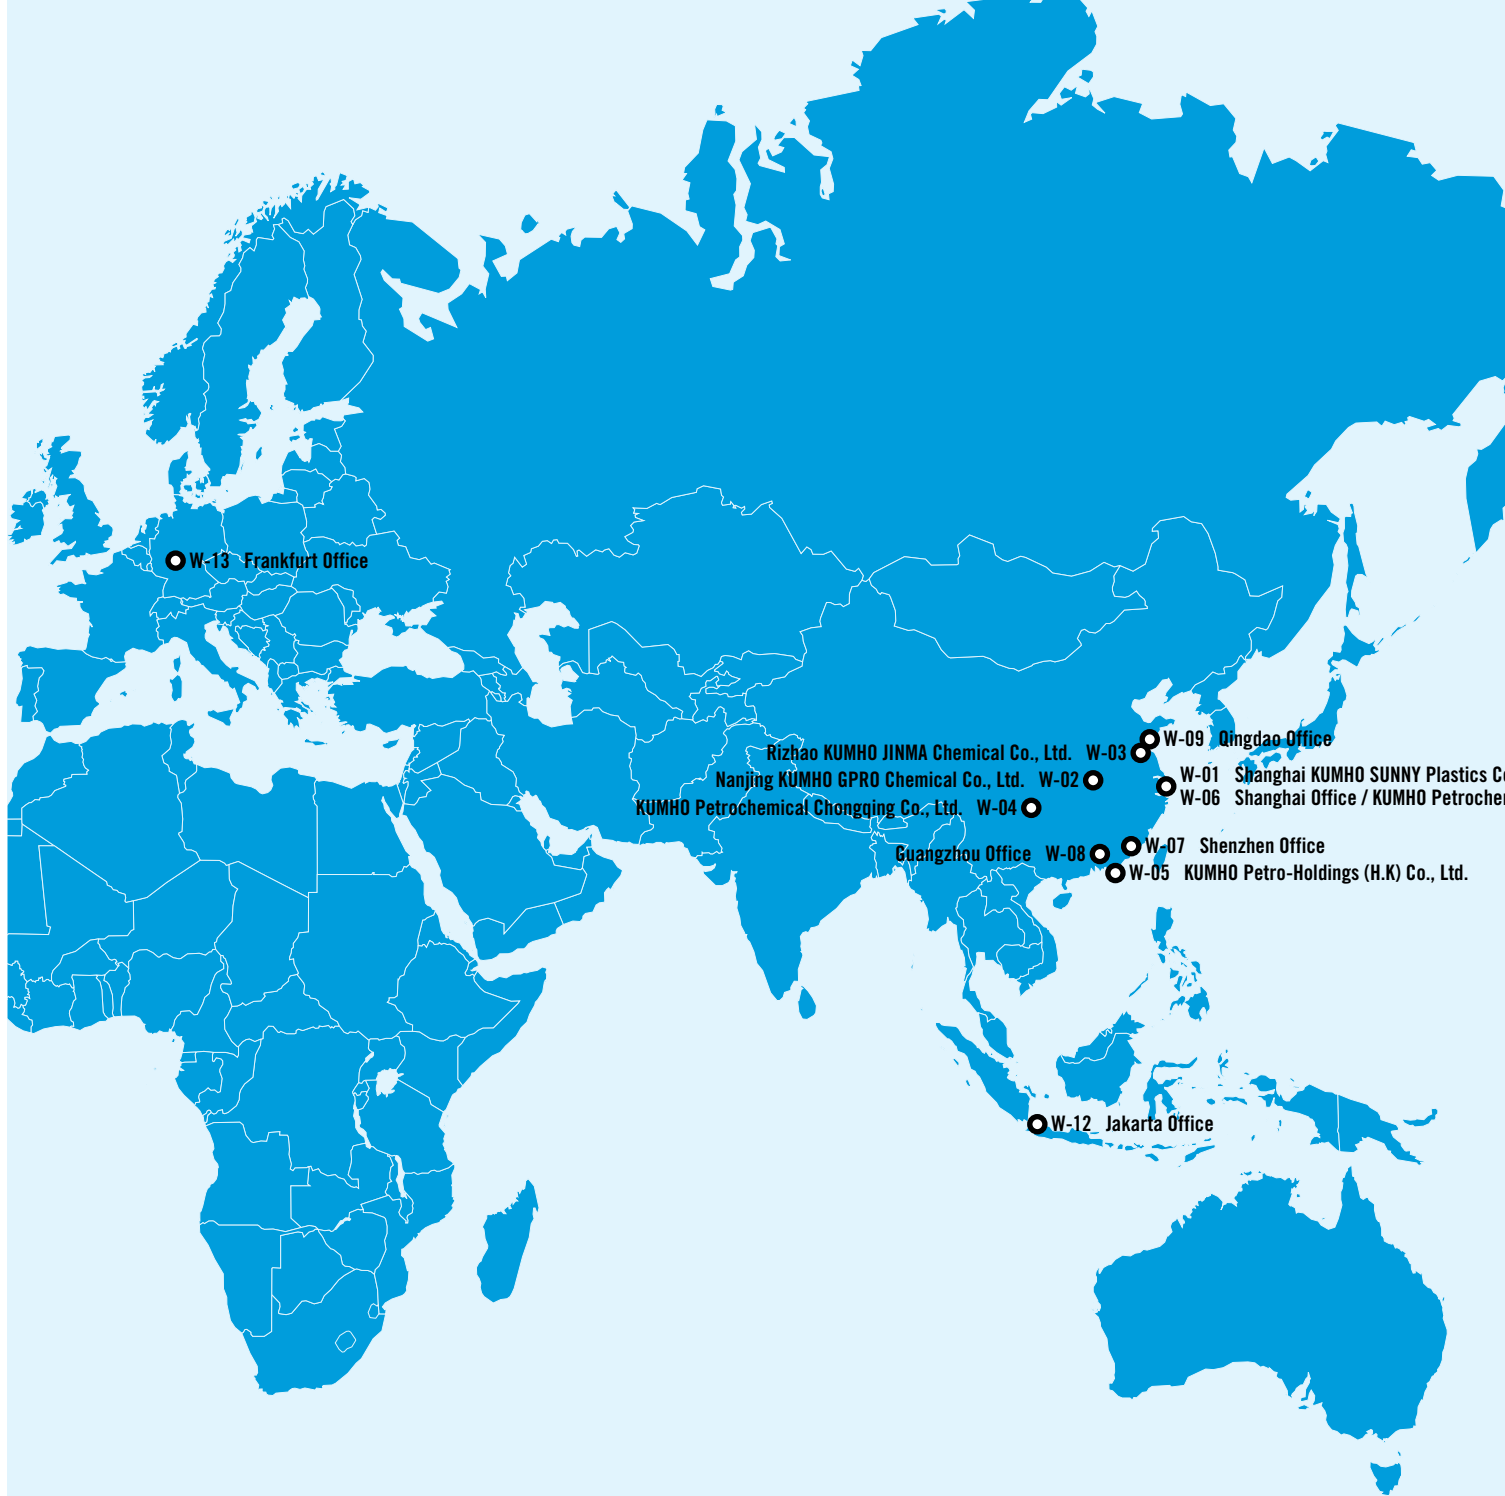 W-13 Frankfurt Office
W-09 Qingdao Office
Rizhao KUMHO JINMA Chemical Co., Ltd. W-03
Nanjing KUMHO GPRO Chemical Co., Ltd. W-02
W-01 Shanghai KUMHO SUNNY Plastics
W-06 Shanghai Office / KUMHO
KUMHO Petrochemical Chongqing Co., Ltd. W-04
W-07 Shenzhen Office
Guangzhou Office W-08
W-05 KUMHO Petro-Holdings (H.K) Co., Ltd.
W-12 Jakarta Office